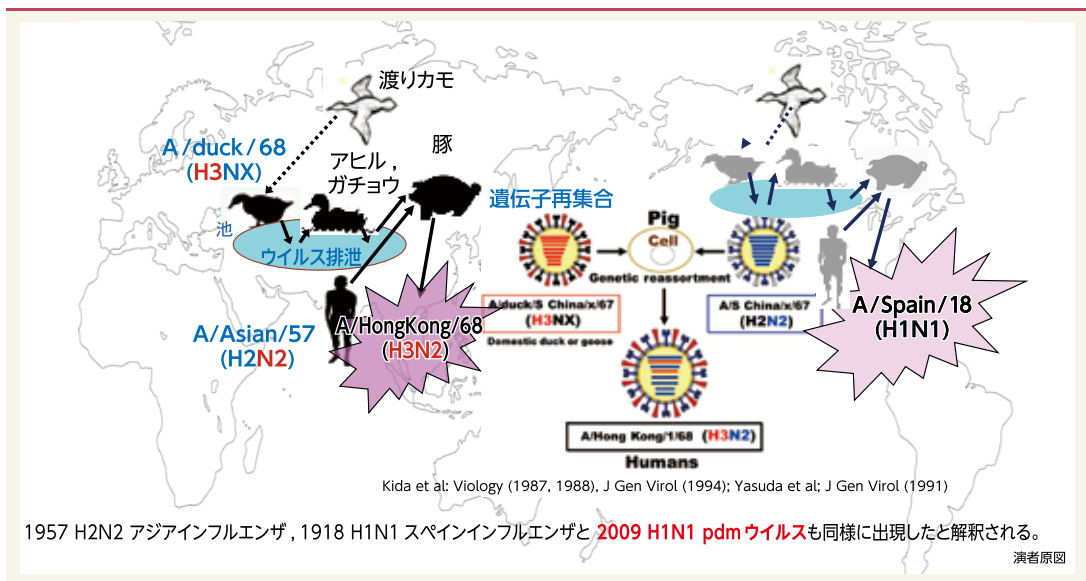 渡りカモ
A/duck/68
(H3NX)
アヒル,
ガチョウ
豚
池
ウイルス排泄
A/Asian/57
(H2N2)
A/HongKong/68
(H3N2)
遺伝子再集合
Pig
Cell
Genetic reassortment
A/duck/S China/x/67
(H3NX)
Domestic duck or goose
A/S China/x/67
(H2N2)
A/Hong Kong/1/68 (H3N2)
Humans
A/Spain/18
(H1N1)
Kida et al: Viology (1987, 1988), J Gen Virol (1994); Yasuda et al; J Gen Virol (1991)
1957 H2N2 アジアインフルエンザ, 1918 H1N1 スペインインフルエンザと 2009 H1N1 pdm ウイルスも同様に出現したと解釈される。
演者原図